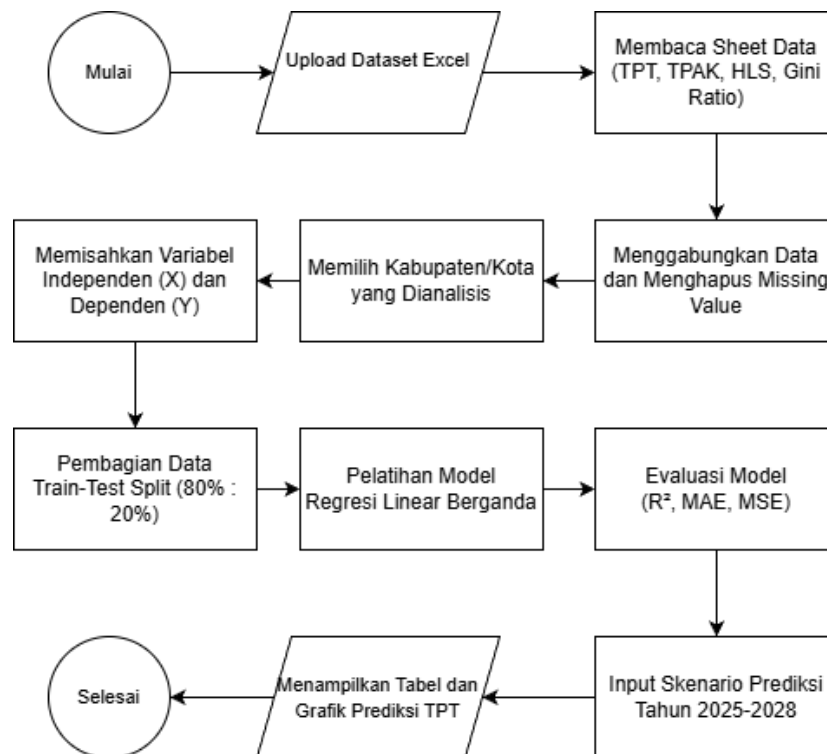 Mulai
Upload Dataset Excel
Membaca Sheet Data
(TPT, TPAK, HLS, Gini
Ratio)
Menggabungkan Data
dan Menghapus Missing
Value
Memilih Kabupaten/Kota
yang Dianalisis
Memisahkan Variabel
Independen (X) dan
Dependen (Y)
Pembagian Data
Train-Test Split (80% :
20%)
Pelatihan Model
Regresi Linear Berganda
Evaluasi Model
(R², MAE, MSE)
Input Skenario Prediksi
Tahun 2025-2028
Menampilkan Tabel dan
Grafik Prediksi TPT
Selesai